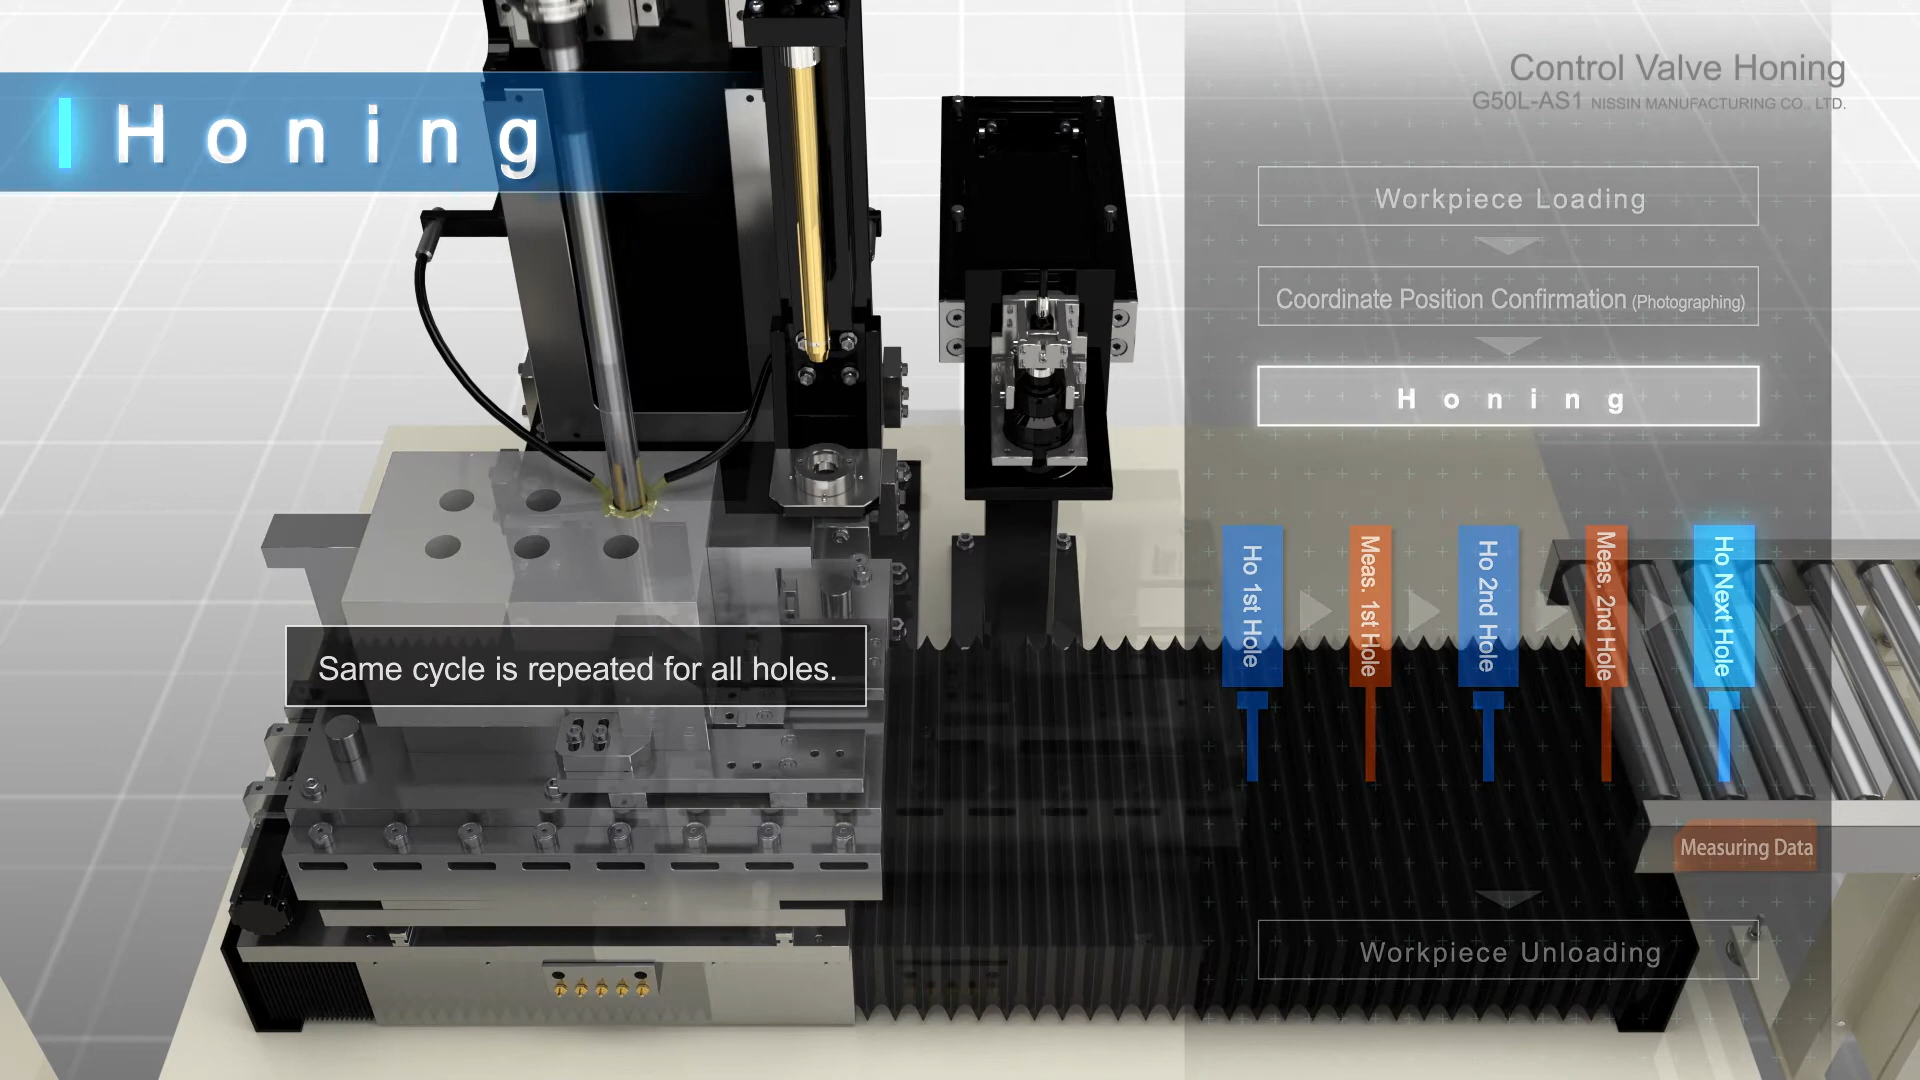 Honing
Control Valve Honing
G50L-AS1 NISSIN MANUFACTURING CO., LTD.
Workpiece Loading
Coordinate Position Confirmation (Photographing)
Honing
Ho 1st Hole
Meas. 1st Hole
Ho 2nd Hole
Meas. 2nd Hole
Ho Next Hole
Same cycle is repeated for all holes.
Measuring Data
Workpiece Unloading